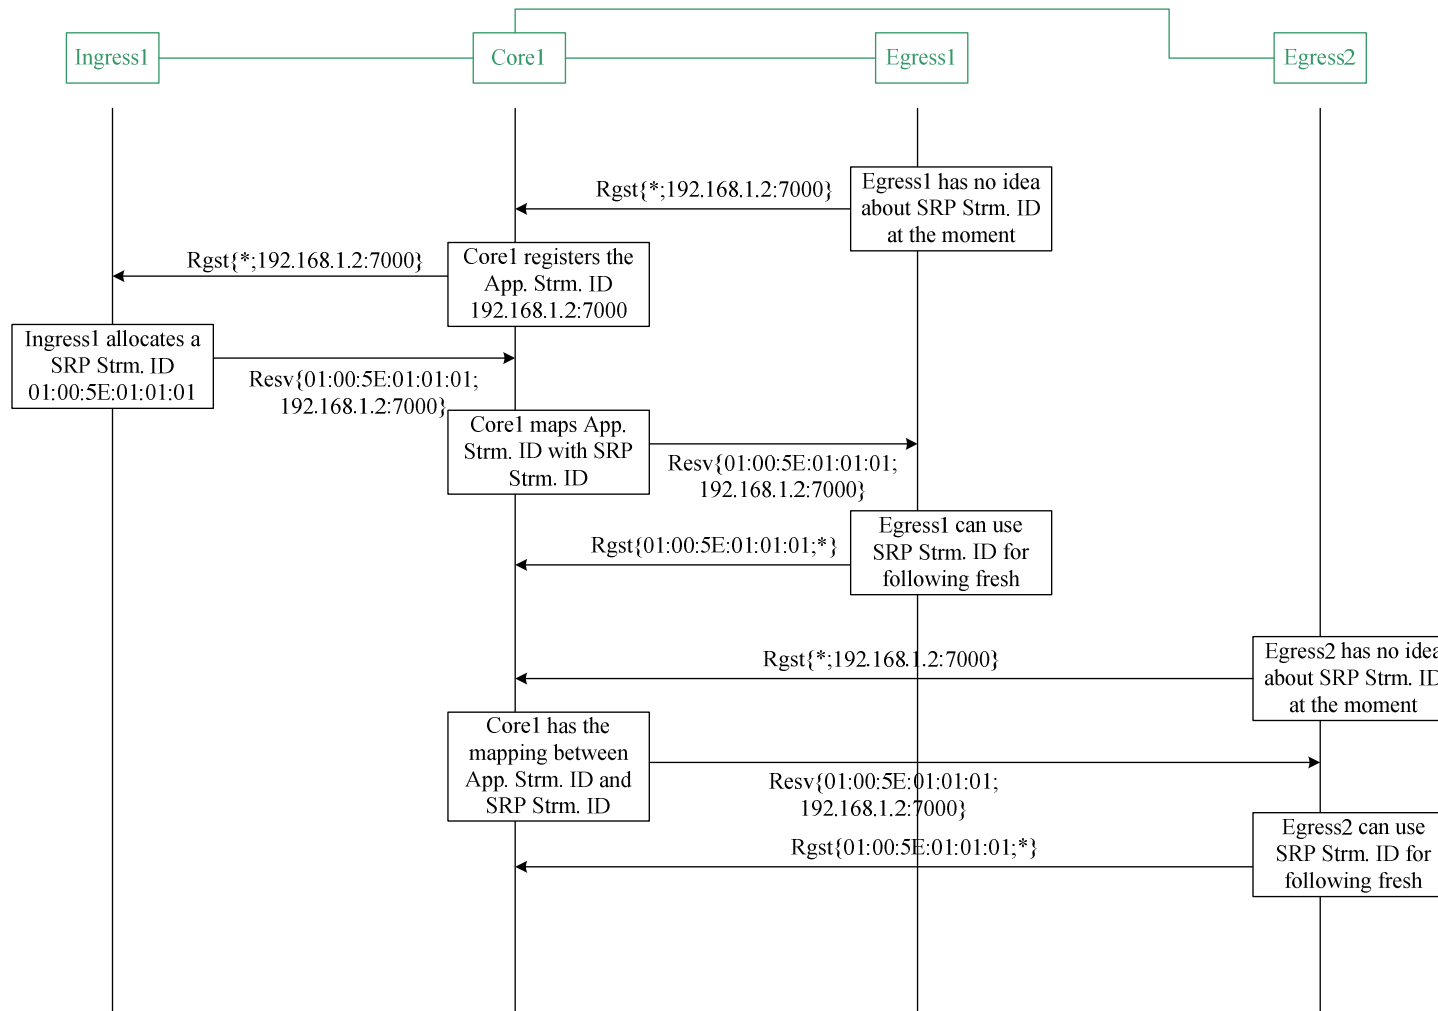 Ingress1
Core1
Egress1
Egress2
Rgst{*;192.168.1.2:7000}
Egress1 has no idea
about SRP Strm. ID
at the moment
Rgst{*;192.168.1.2:7000}
Core1 registers the
App. Strm. ID
192.168.1.2:7000
Ingress1 allocates a
SRP Strm. ID
01:00:5E:01:01:01
Resv{01:00:5E:01:01:01;
192.168.1.2:7000}
Core1 maps App.
Strm. ID with SRP
Strm. ID
Resv{01:00:5E:01:01:01;
192.168.1.2:7000}
Rgst{01:00:5E:01:01:01;*}
Egress1 can use
SRP Strm. ID for
following fresh
Rgst{*;192.168.1.2:7000}
Egress2 has no idea
about SRP Strm. ID
at the moment
Core1 has the
mapping between
App. Strm. ID and
SRP Strm. ID
Resv{01:00:5E:01:01:01;
192.168.1.2:7000}
Rgst{01:00:5E:01:01:01;*}
Egress2 can use
SRP Strm. ID for
following fresh